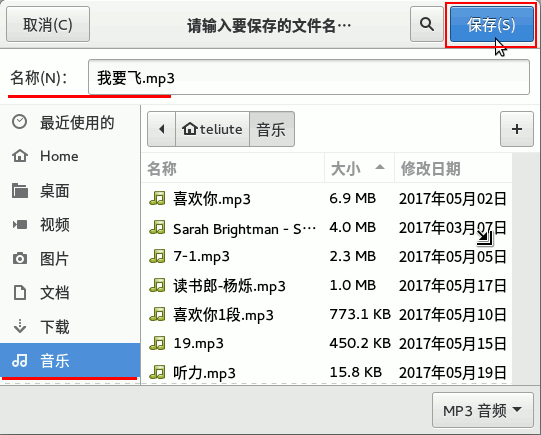 取消(C) 请输入要保存的文件名⋯ 保存(S)
名称(N)： 我要飞.mp3
最近使用的
Home
桌面
视频
图片
文档
下载
音乐
teliute 音乐 +
名称 大小 修改日期
喜欢你.mp3 6.9 MB 2017年05月02日
Sarah Brightman - S⋯ 4.0 MB 2017年03月07日
7-1.mp3 2.3 MB 2017年05月05日
读书郎-杨烁.mp3 1.0 MB 2017年05月17日
喜欢你1段.mp3 773.1 KB 2017年05月10日
19.mp3 450.2 KB 2017年05月15日
听力.mp3 15.8 KB 2017年05月19日
MP3 音频